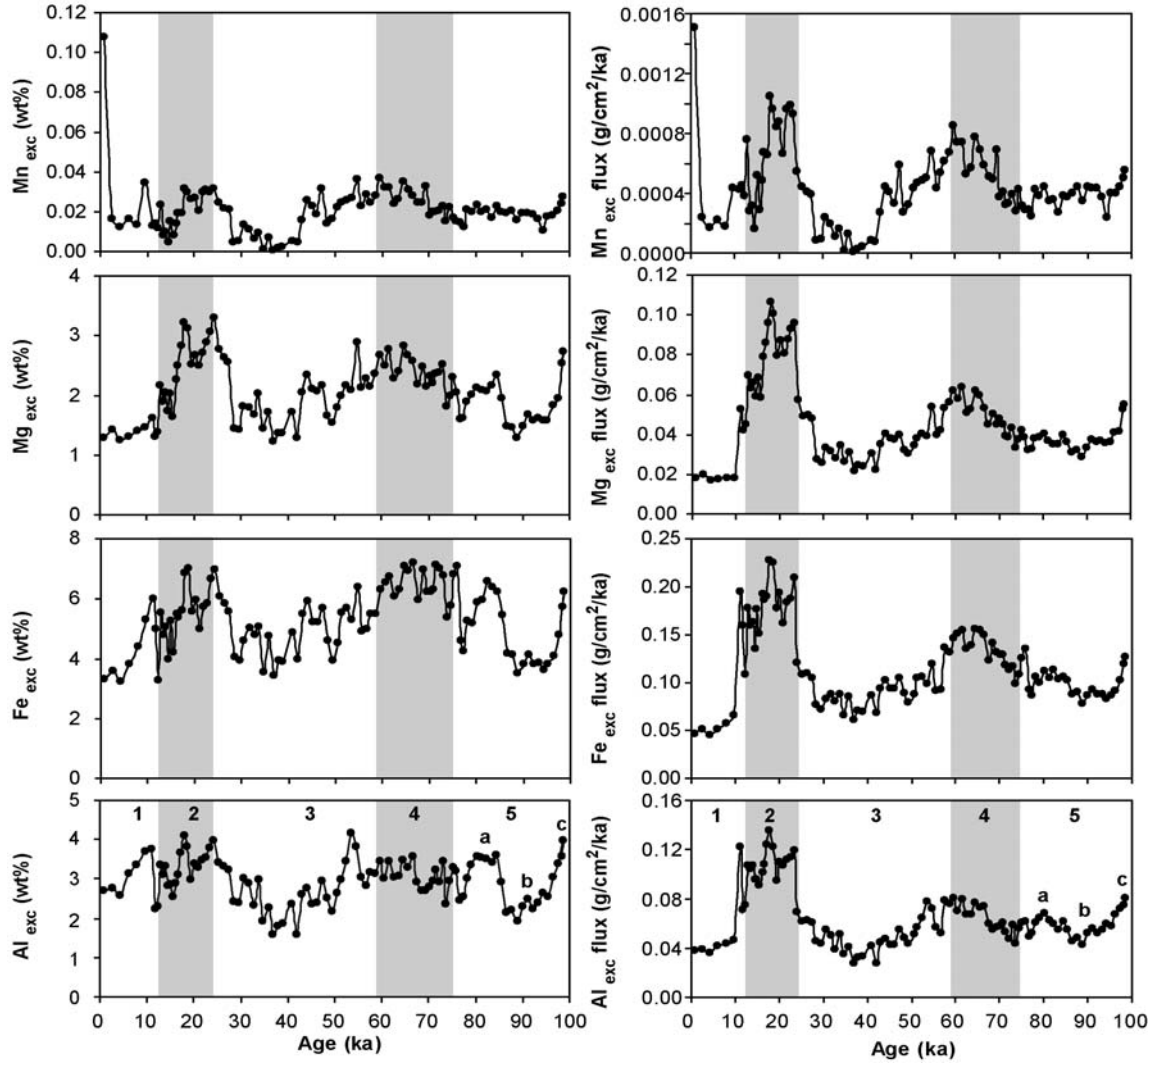 0.12
0.10
0.08
0.06
0.04
0.02
0.00
Mn exc (wt%)
0.0016
0.0012
0.0008
0.0004
0.0000
Mn exc flux (g/cm²/ka)
4
3
2
1
0
Mg exc (wt%)
0.12
0.10
0.08
0.06
0.04
0.02
0.00
Mg exc flux (g/cm²/ka)
8
6
4
2
0
Fe exc (wt%)
0.25
0.20
0.15
0.10
0.05
0.00
Fe exc flux (g/cm²/ka)
5
4
3
2
1
0
Al exc (wt%)
1 2 3 4 5
a
b
c
0 10 20 30 40 50 60 70 80 90 100
Age (ka)
0.16
0.12
0.08
0.04
0.00
Al exc flux (g/cm²/ka)
1 2 3 4 5
a
b
c
0 10 20 30 40 50 60 70 80 90 100
Age (ka)